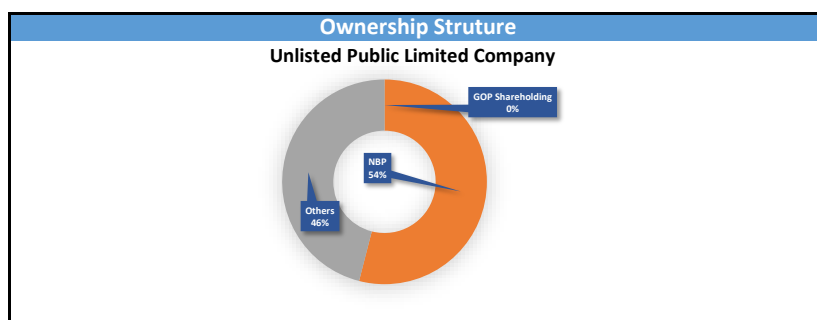 Ownership Struture
Unlisted Public Limited Company
GOP Shareholding
0%
NBP
54%
Others
46%